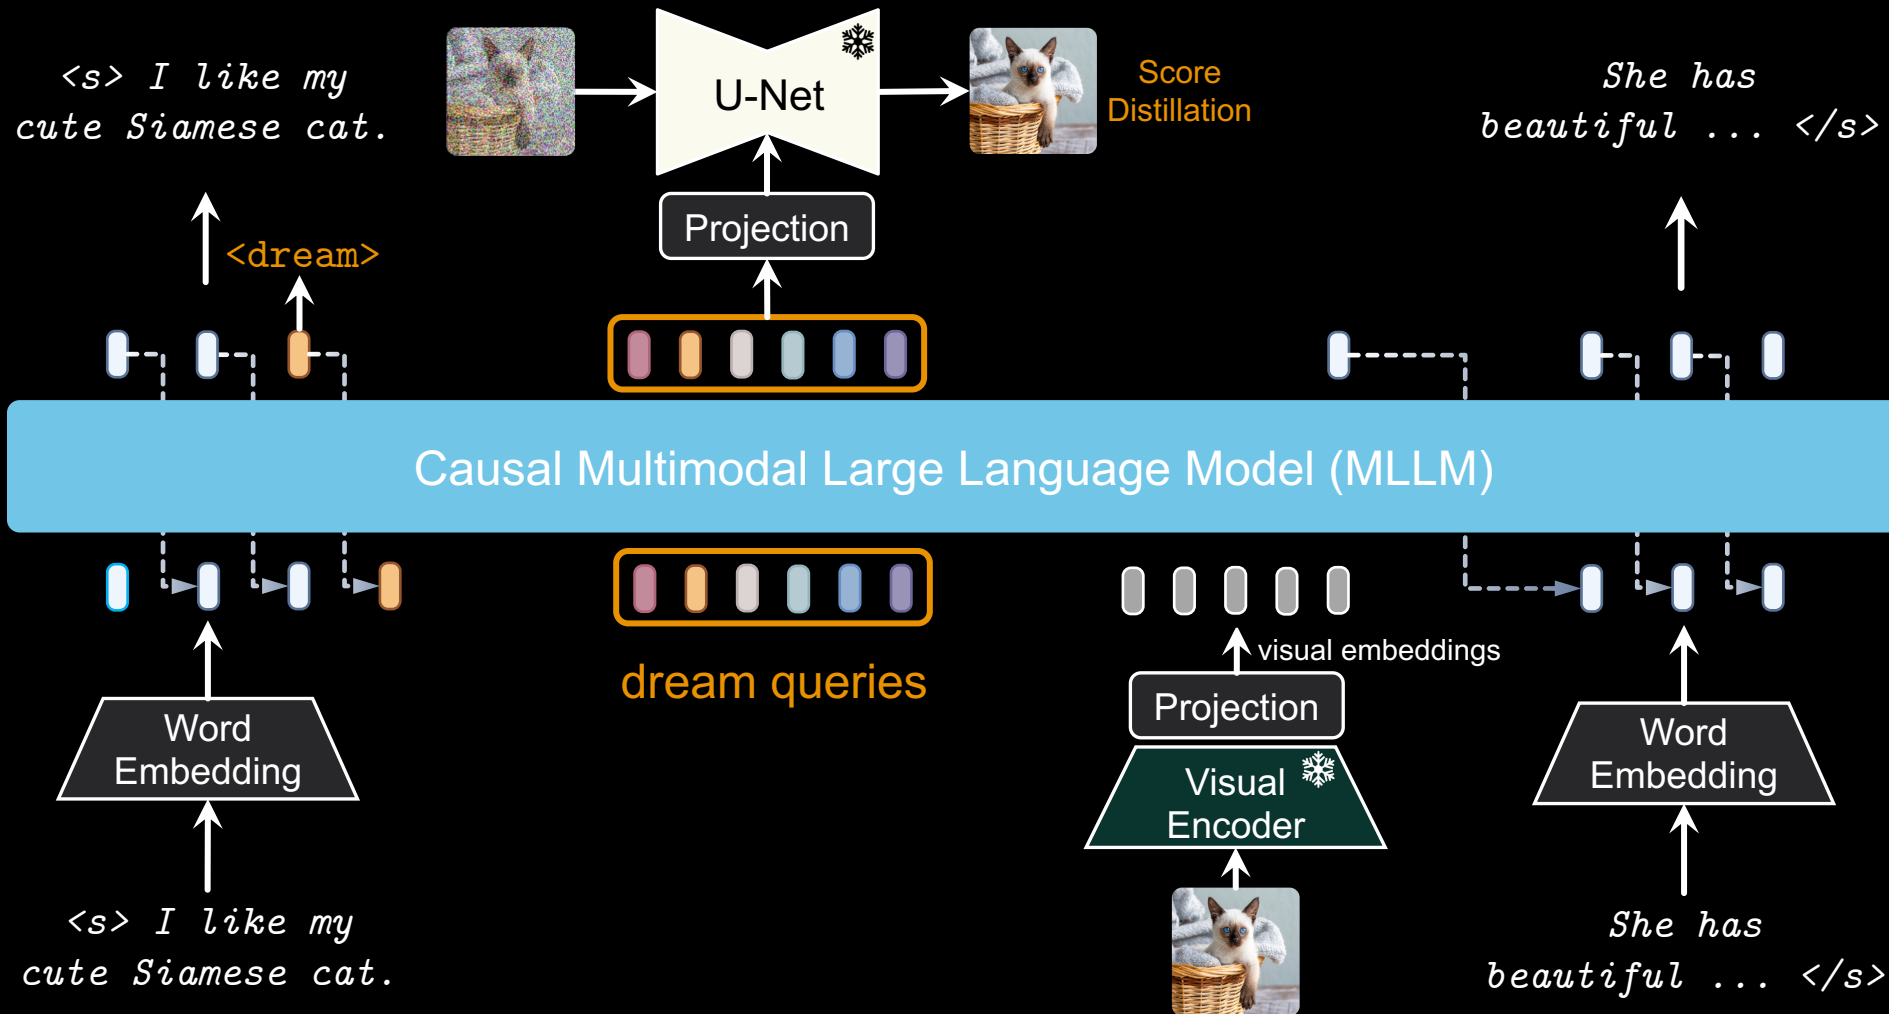 <s> I like my
cute Siamese cat.
U-Net
Score
Distillation
She has
beautiful ... </s>
Projection
<dream>
Causal Multimodal Large Language Model (MLLM)
dream queries
visual embeddings
Projection
Word
Embedding
Visual
Encoder
Word
Embedding
<s> I like my
cute Siamese cat.
She has
beautiful ... </s>